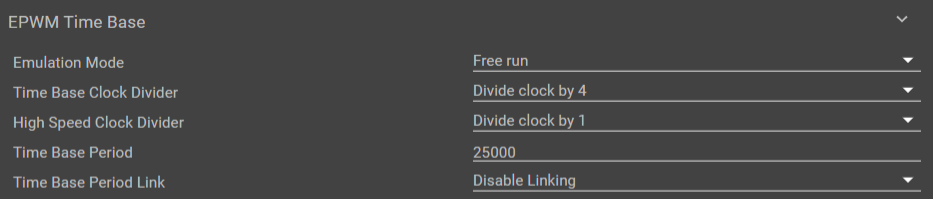 EPWM Time Base
Emulation Mode Free run
Time Base Clock Divider Divide clock by 4
High Speed Clock Divider Divide clock by 1
Time Base Period 25000
Time Base Period Link Disable Linking